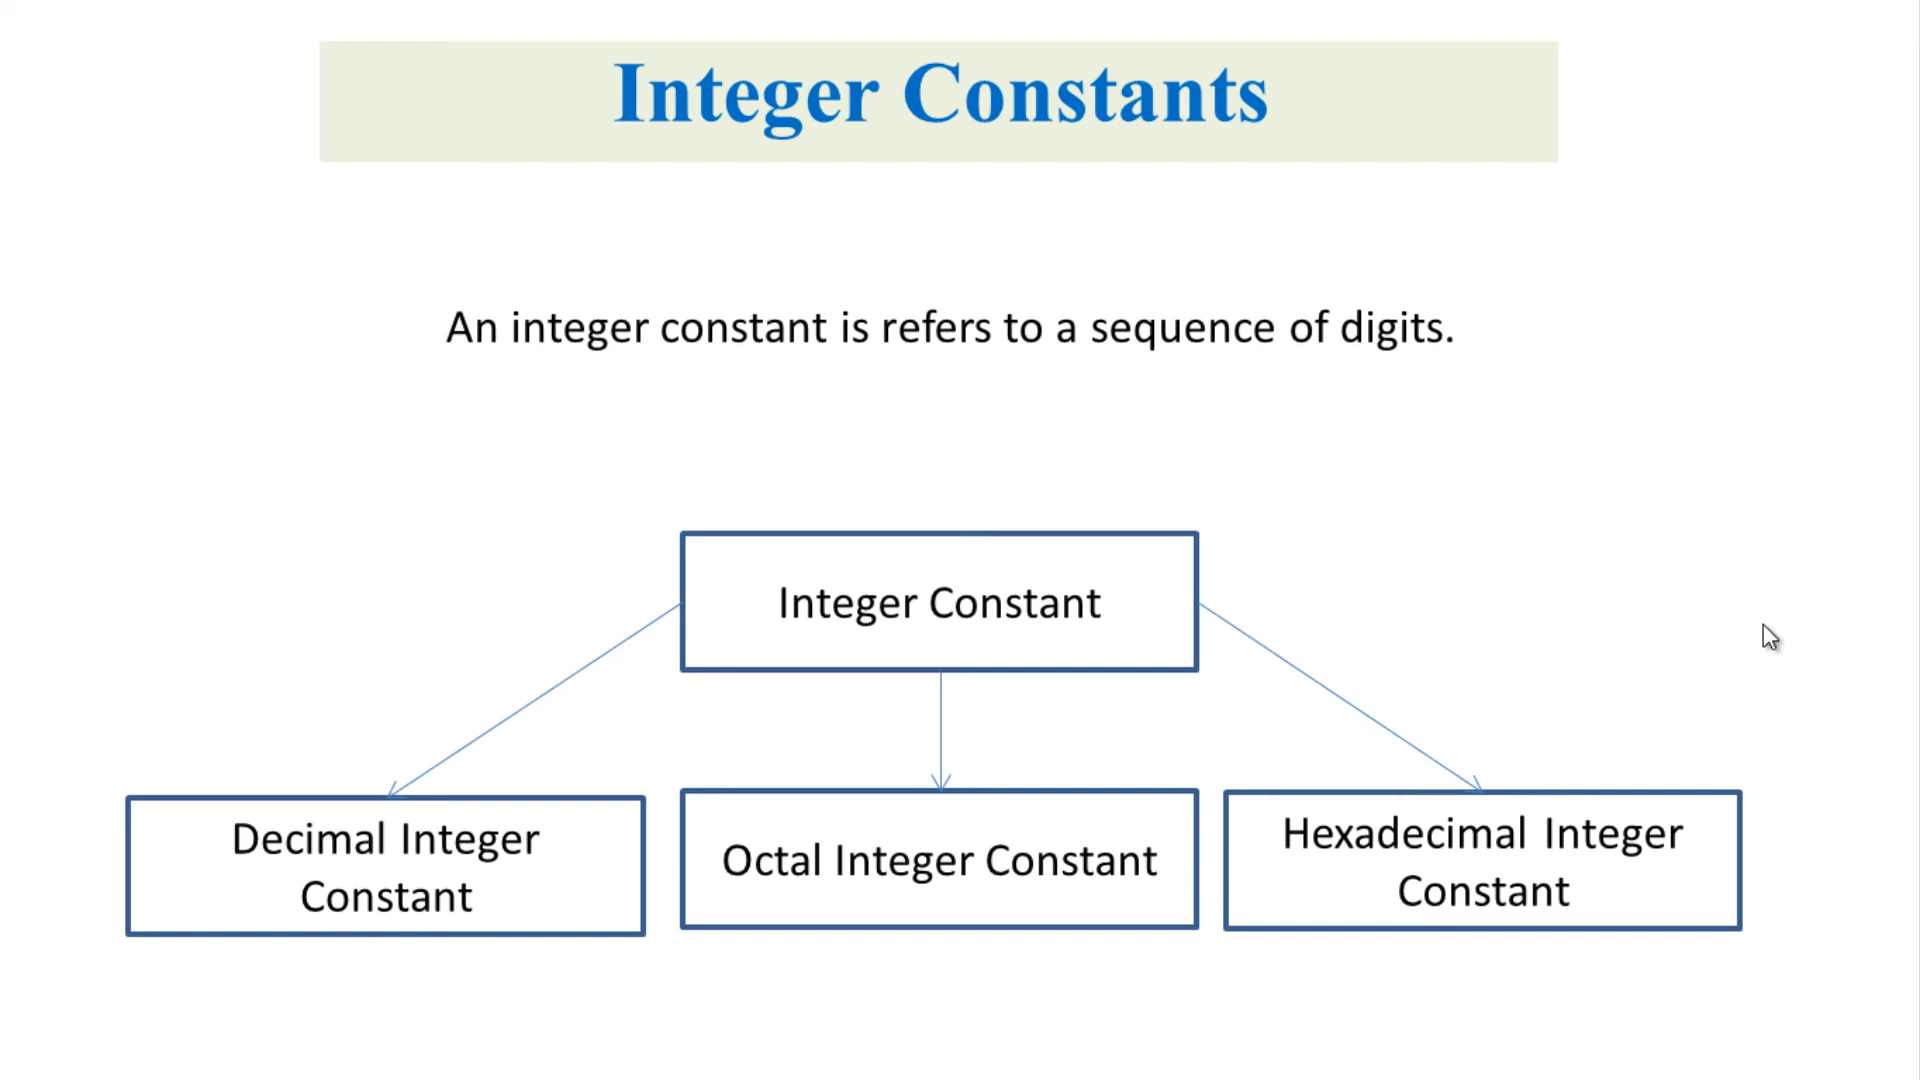 Integer Constants
An integer constant is refers to a sequence of digits.
Integer Constant
Decimal Integer
Constant
Octal Integer Constant
Hexadecimal Integer
Constant